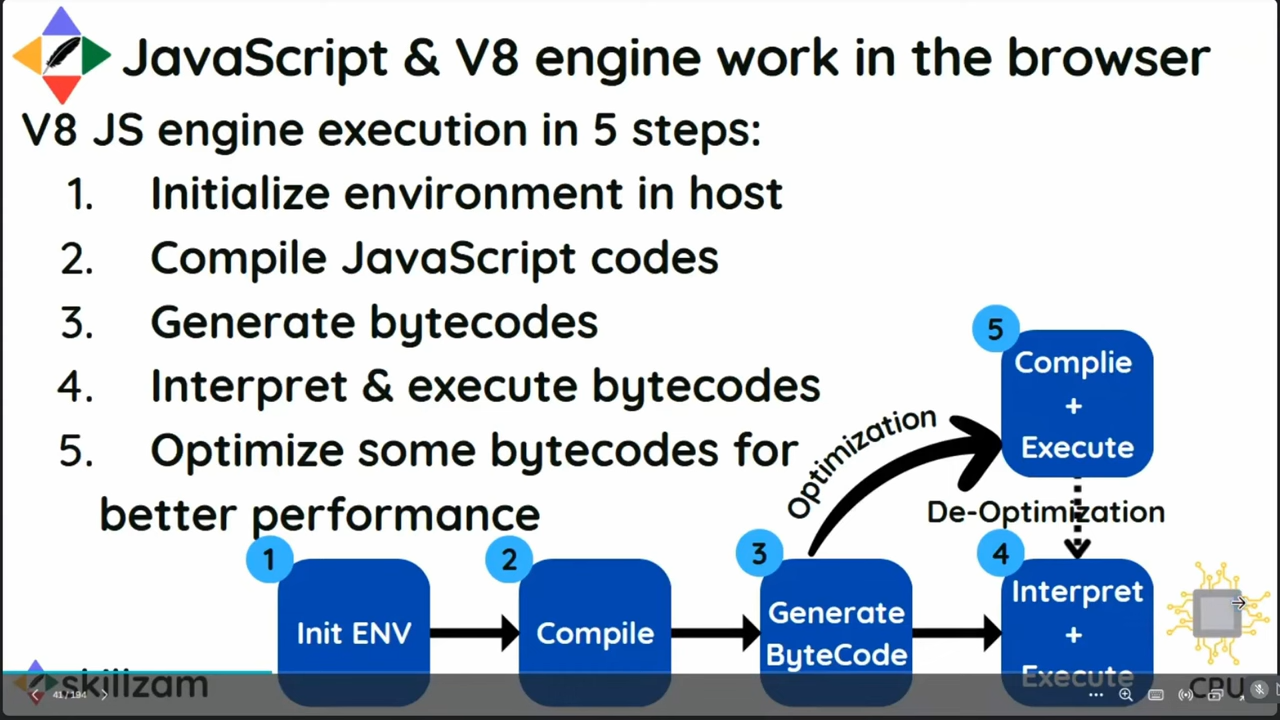 JavaScript & V8 engine work in the browser
V8 JS engine execution in 5 steps:
1. Initialize environment in host
2. Compile JavaScript codes
3. Generate bytecodes
4. Interpret & execute bytecodes
5. Optimize some bytecodes for
better performance
5
Complie
+
Execute
Optimization
De-Optimization
1
Init ENV
2
Compile
3
Generate
ByteCode
4
Interpret
+
Execute
CPU
skillzam
41 / 194